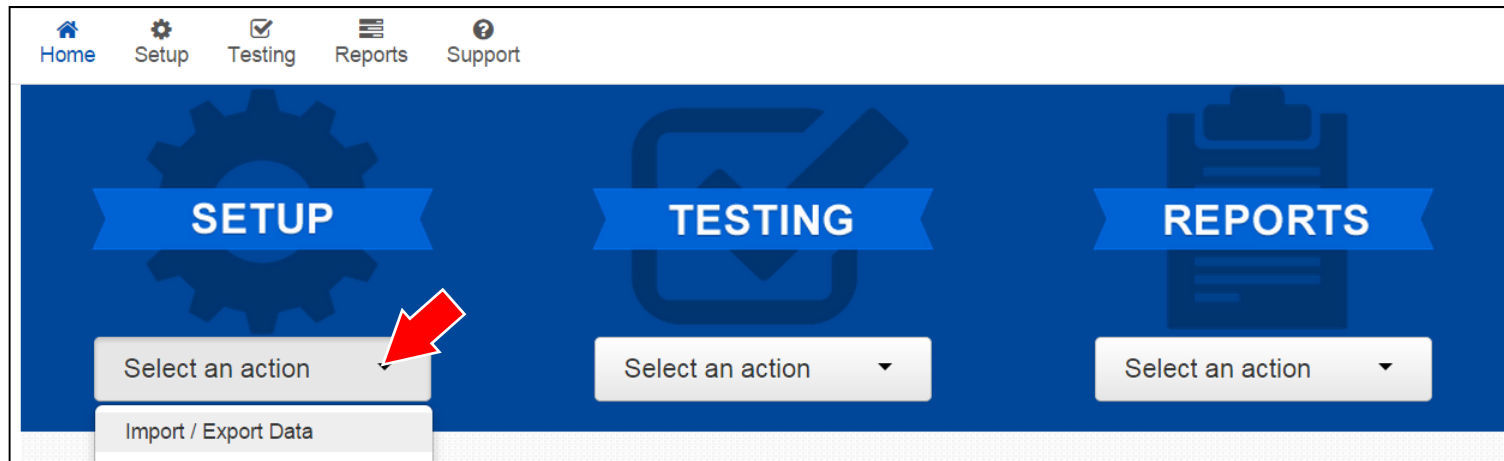 Home Setup Testing Reports Support
SETUP TESTING REPORTS
Select an action Select an action Select an action
Import / Export Data